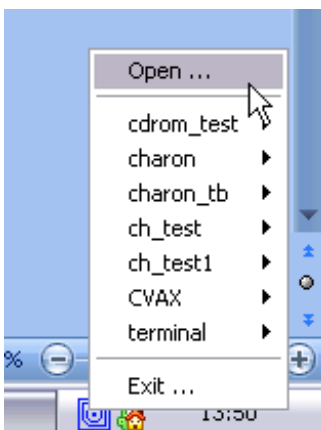 Open ...
cdrom_test
charon
charon_tb
ch_test
ch_test1
CVAX
terminal
%
Exit ...
13:50